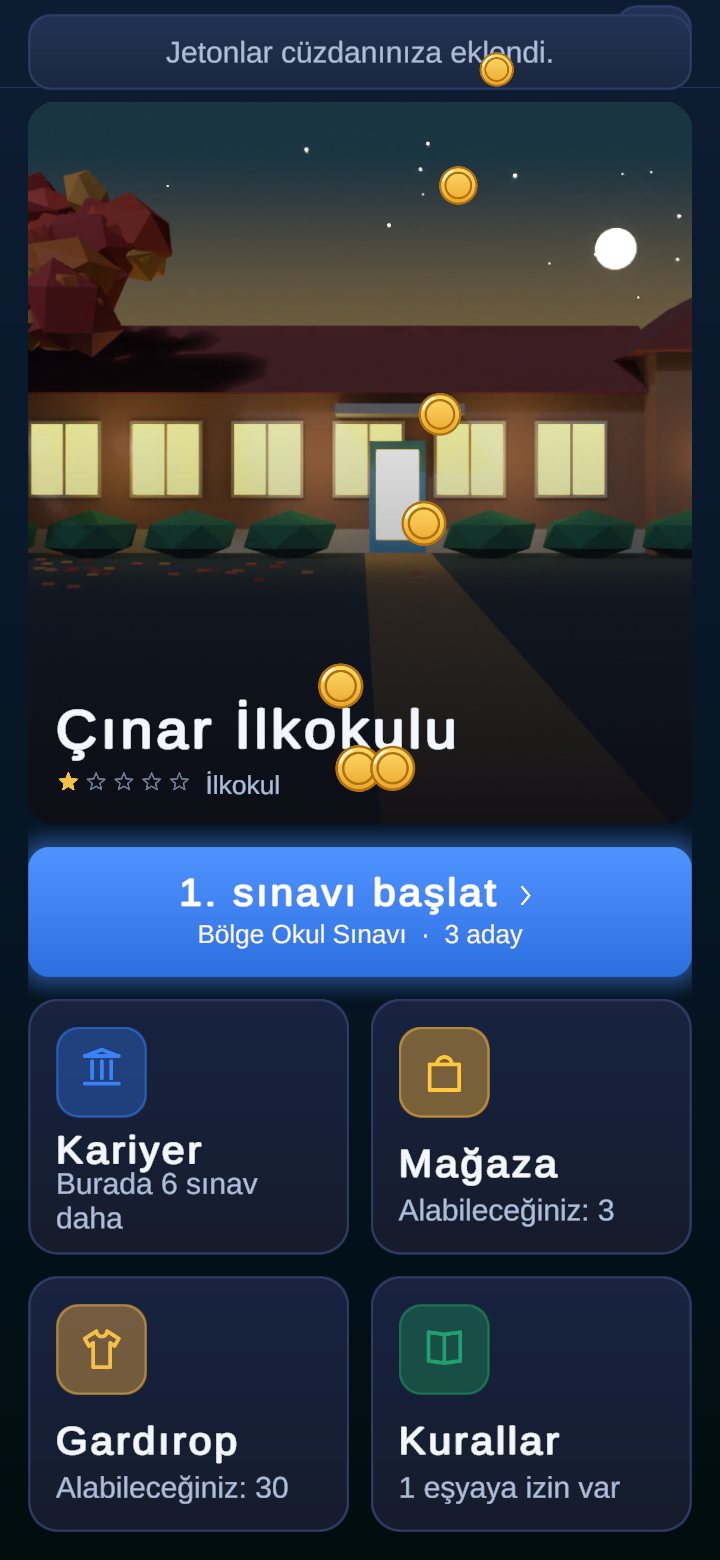 Jetonlar cüzdanınıza eklendi.
Çınar İlkokulu
İlkokul
1. sınavı başlat ›
Bölge Okul Sınavı · 3 aday
Kariyer
Burada 6 sınav
daha
Mağaza
Alabileceğiniz: 3
Gardırop
Alabileceğiniz: 30
Kurallar
1 eşyaya izin var